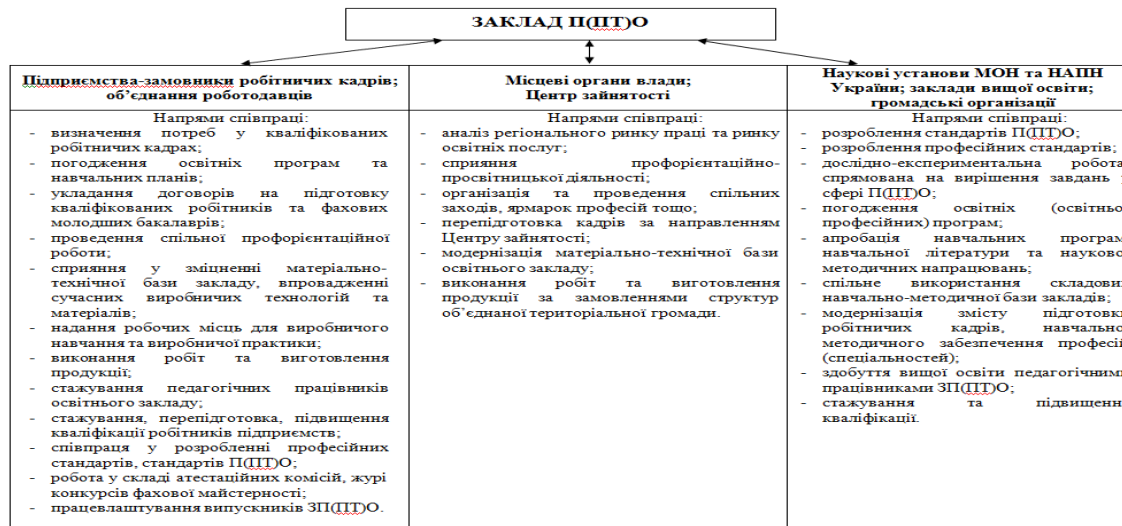 ЗАКЛАД П(ПТ)О
Підприємства-замовники робітничих кадрів;
об’єднання роботодавців
Напрями співпраці:
- визначення потреб у кваліфікованих
робітничих кадрах;
- погодження освітніх програм та
навчальних планів;
- укладання договорів на підготовку
кваліфікованих робітників та фахових
молодших бакалаврів;
- проведення спільної профорієнтаційної
роботи;
- сприяння у зміцненні матеріально-
технічної бази закладу, впровадженні
сучасних виробничих технологій та
матеріалів;
- надання робочих місць для виробничого
навчання та виробничої практики;
- виконання робіт та виготовлення
продукції;
- стажування педагогічних працівників
освітнього закладу;
- стажування, перепідготовка, підвищення
кваліфікації робітників підприємств;
- співпраця у розробленні професійних
стандартів, стандартів П(ПТ)О;
- робота у складі атестаційних комісій, журі
конкурсів фахової майстерності;
- працевлаштування випускників ЗП(ПТ)О.
Місцеві органи влади;
Центр зайнятості
Напрями співпраці:
- аналіз регіонального ринку праці та ринку
освітніх послуг;
- сприяння профорієнтаційно-
просвітницької діяльності;
- організація та проведення спільних
заходів, ярмарок професій тощо;
- перепідготовка кадрів за направленням
Центру зайнятості;
- модернізація матеріально-технічної бази
освітнього закладу;
- виконання робіт та виготовлення
продукції за замовленнями структур
об’єднаної територіальної громади.
Наукові установи МОН та НАПН
України; заклади вищої освіти;
громадські організації
Напрями співпраці:
- розроблення стандартів П(ПТ)О;
- розроблення професійних стандартів;
- дослідно-експериментальна робота
спрямована на вирішення завдань у
сфері П(ПТ)О;
- погодження освітніх (освітньо
професійних) програм;
- апробація навчальних програм
навчальної літератури та науково
методичних напрацювань;
- спільне використання складових
навчально-методичної бази закладів;
- модернізація змісту підготовки
робітничих кадрів, навчально
методичного забезпечення професій
(спеціальностей);
- здобуття вищої освіти педагогічними
працівниками ЗП(ПТ)О;
- стажування та підвищенн
кваліфікації.